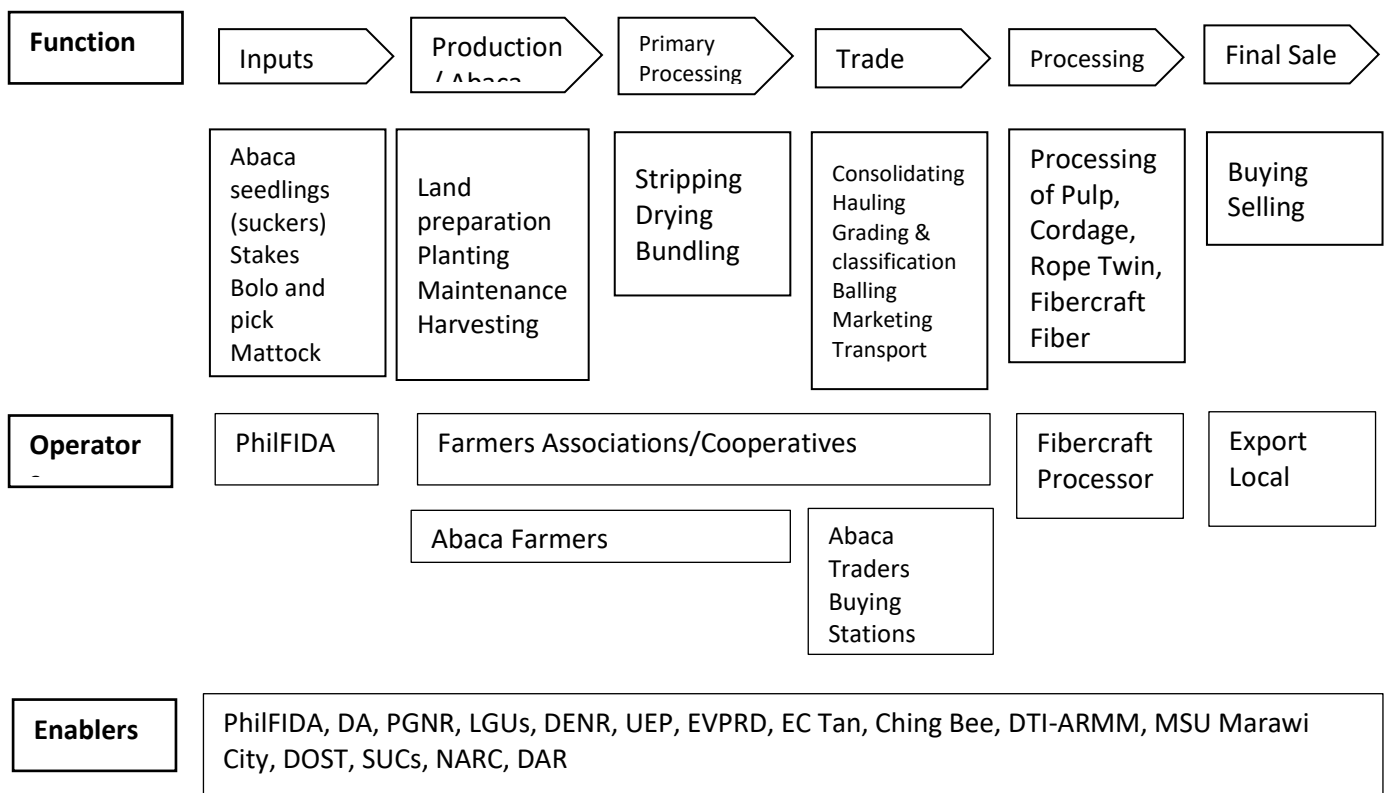 Function
Inputs
Production
/ Abaca
Primary
Processing
Trade
Processing
Final Sale
Abaca
seedlings
(suckers)
Stakes
Bolo and
pick
Mattock
Land
preparation
Planting
Maintenance
Harvesting
Stripping
Drying
Bundling
Consolidating
Hauling
Grading &
classification
Balling
Marketing
Transport
Processing
of Pulp,
Cordage,
Rope Twin,
Fibercraft
Fiber
Buying
Selling
Operator
PhilFIDA
Farmers Associations/Cooperatives
Fibercraft
Processor
Export
Local
Abaca Farmers
Abaca
Traders
Buying
Stations
Enablers
PhilFIDA, DA, PGNR, LGUs, DENR, UEP, EVPRD, EC Tan, Ching Bee, DTI-ARMM, MSU Marawi
City, DOST, SUCs, NARC, DAR